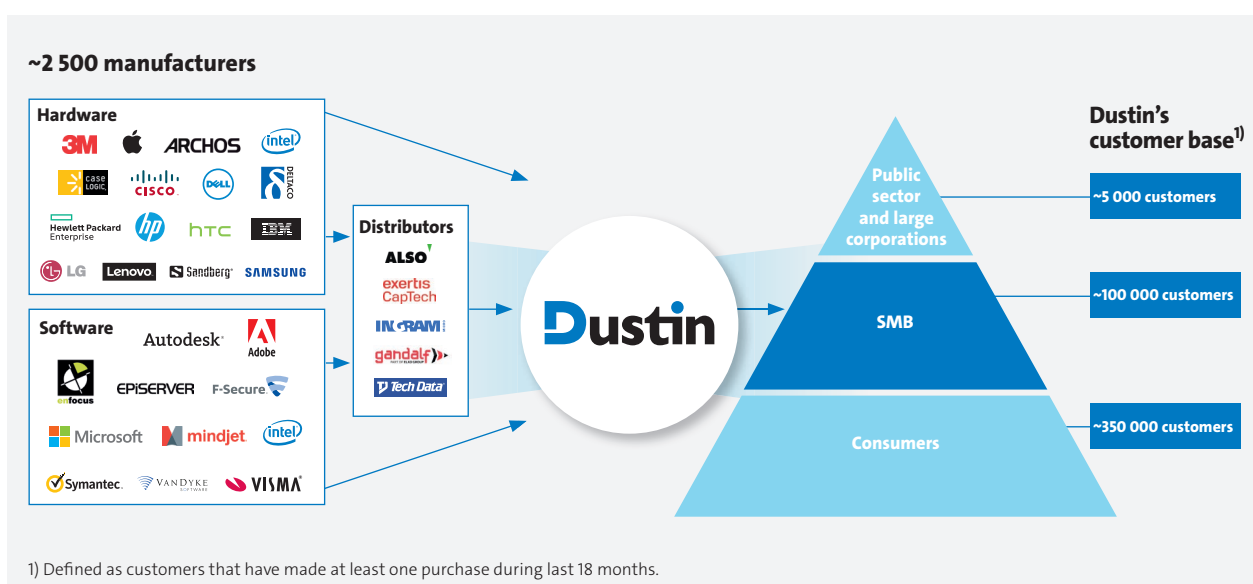 ~2 500 manufacturers
Hardware
3M
ARCHOS
intel
case LOGIC
CISCO
DELL
DELTACO
Hewlett Packard
Enterprise
hp
hTC
IBM
LG
Lenovo
Sandberg
SAMSUNG
Software
Autodesk
Adobe
enfocus
EPiSERVER
F-Secure.
Microsoft
mindjet
intel
Symantec.
VANDYKE
SOFTWARE
VISMA
Distributors
ALSO
exertis
CapTech
INGRAM
gandalf
Tech Data
Dustin
Public
sector
and large
corporations
SMB
Consumers
Dustin's
customer base1)
~5 000 customers
~100 000 customers
~350 000 customers
1) Defined as customers that have made at least one purchase during last 18 months.